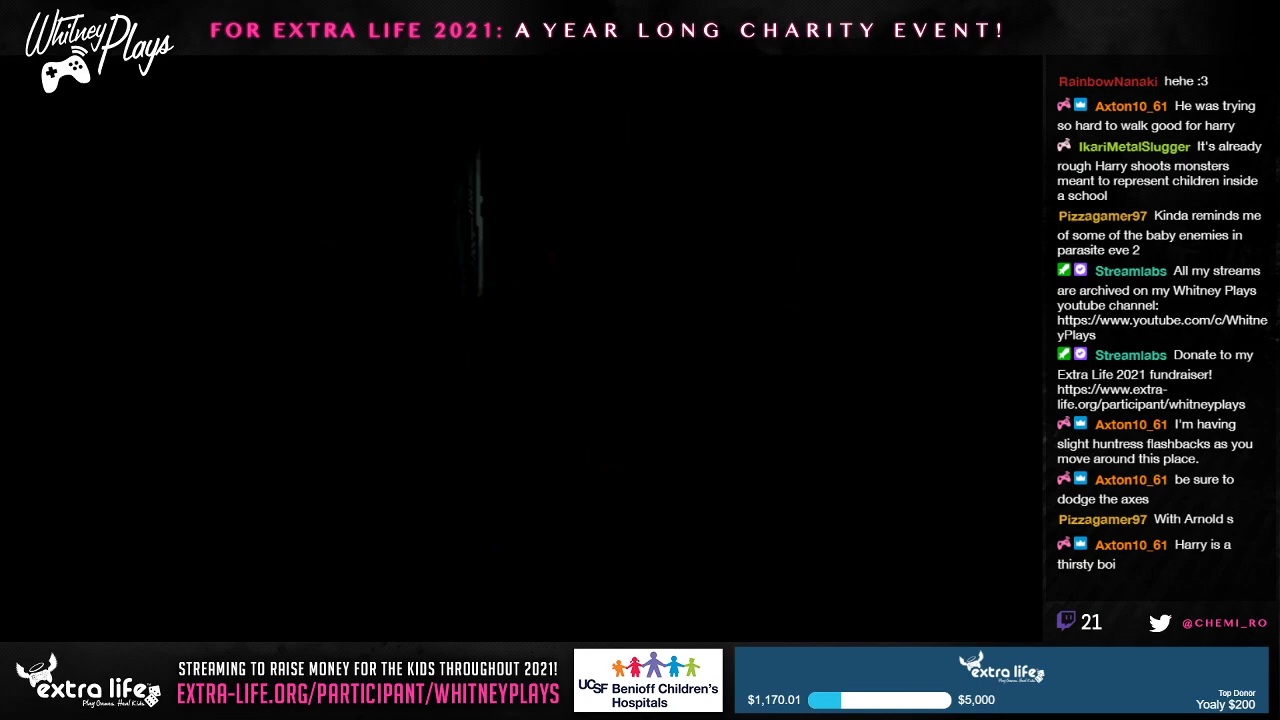 Whitney Plays
FOR EXTRA LIFE 2021: A YEAR LONG CHARITY EVENT!
RainbowNanaki hehe :3
Axton10_61 He was trying
so hard to walk good for harry
IkariMetalSlugger It's already
rough Harry shoots monsters
meant to represent children inside
a school
Pizzagamer97 Kinda reminds me
of some of the baby enemies in
parasite eve 2
Streamlabs All my streams
are archived on my Whitney Plays
youtube channel:
https://www.youtube.com/c/Whitne
yPlays
Streamlabs Donate to my
Extra Life 2021 fundraiser!
https://www.extra-
life.org/participant/whitneyplays
Axton10_61 I'm having
slight huntress flashbacks as you
move around this place.
Axton10_61 be sure to
dodge the axes
Pizzagamer97 With Arnold s
Axton10_61 Harry is a
thirsty boi
21
@CHEMI_RO
extra life
Play Games. Heal Kids.
STREAMING TO RAISE MONEY FOR THE KIDS THROUGHOUT 2021!
EXTRA-LIFE.ORG/PARTICIPANT/WHITNEYPLAYS
UCSF Benioff Children's
Hospitals
extra life
$1,170.01
$5,000
Top Donor
Yoaly $200